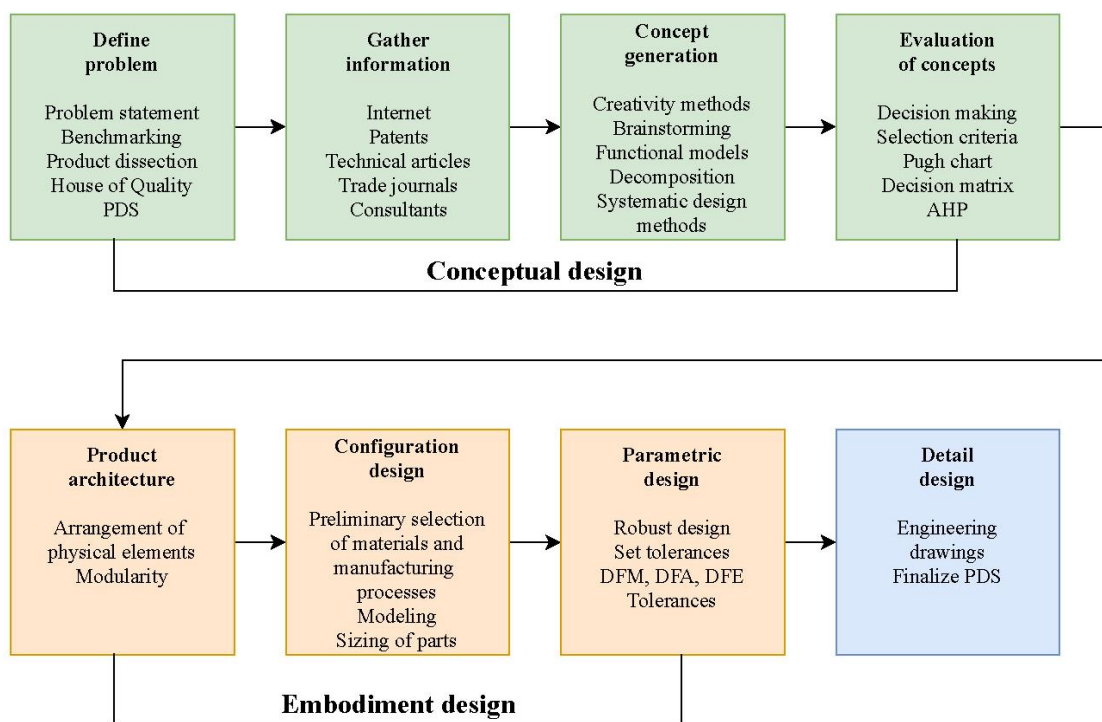 Define
problem
Problem statement
Benchmarking
Product dissection
House of Quality
PDS
Gather
information
Internet
Patents
Technical articles
Trade journals
Consultants
Concept
generation
Creativity methods
Brainstorming
Functional models
Decomposition
Systematic design
methods
Evaluation
of concepts
Decision making
Selection criteria
Pugh chart
Decision matrix
AHP
Conceptual design
Product
architecture
Arrangement of
physical elements
Modularity
Configuration
design
Preliminary selection
of materials and
manufacturing
processes
Modeling
Sizing of parts
Parametric
design
Robust design
Set tolerances
DFM, DFA, DFE
Tolerances
Detail
design
Engineering
drawings
Finalize PDS
Embodiment design